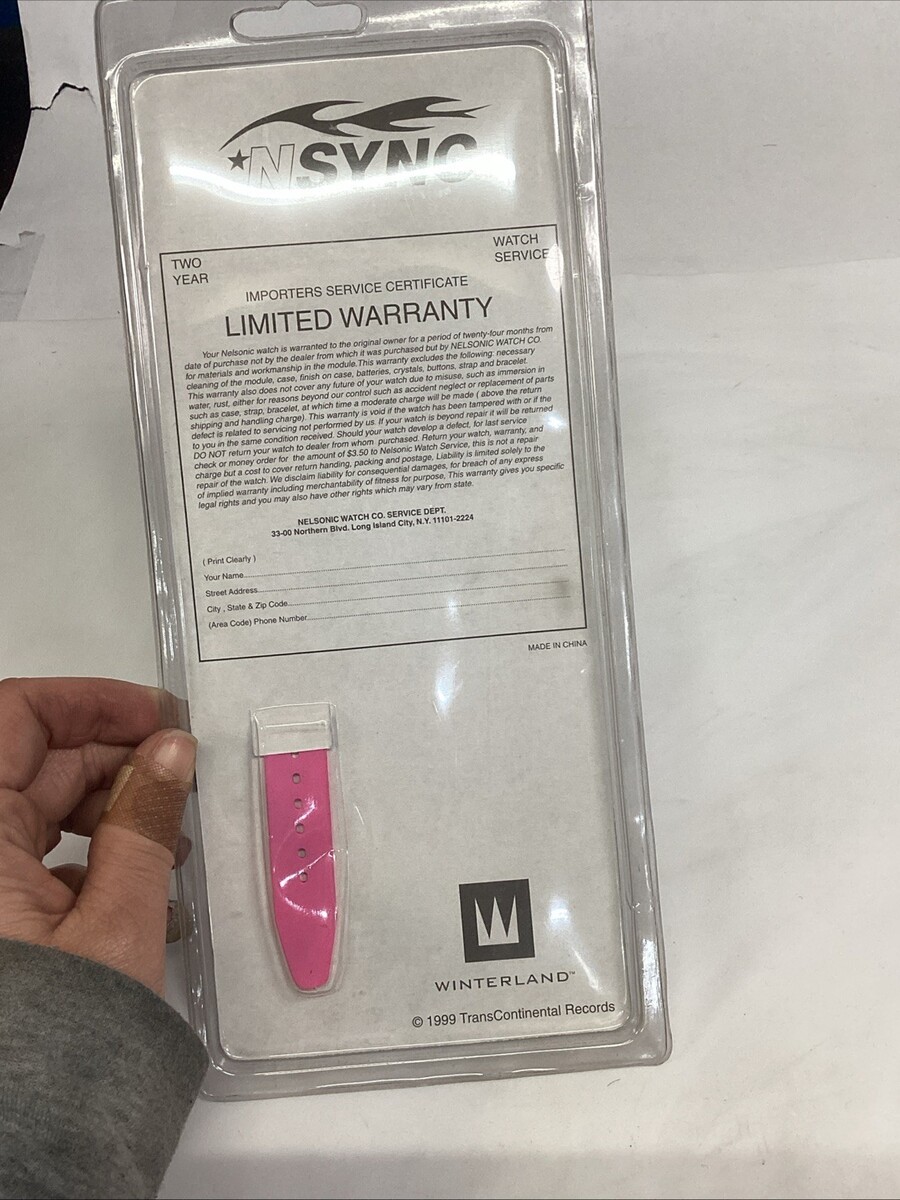 *NSYNC
TWO
YEAR
WATCH
SERVICE
IMPORTERS SERVICE CERTIFICATE
LIMITED WARRANTY
Your Nelsonic watch is warranted to the original owner for a period of twenty-four months from
date of purchase not by the dealer from which it was purchased but by NELSONIC WATCH CO.
for materials and workmanship in the module.This warranty excludes the following: necessary
cleaning of the module, case, finish on case, batteries, crystals, buttons, strap and bracelet.
This warranty also does not cover any future of your watch due to misuse, such as immersion in
water, rust, either for reasons beyond our control such as accident neglect or replacement of parts
such as case, strap, bracelet, at which time a moderate charge will be made ( above the return
shipping and handling charge). This warranty is void if the watch has been tampered with or if the
defect is related to servicing not performed by us. If your watch is beyond repair it will be returned
to you in the same condition received. Should your watch develop a defect, for last service
DO NOT return your watch to dealer from whom purchased. Return your watch, warranty, and
check or money order for the amount of $3.50 to Nelsonic Watch Service, this is not a repair
charge but a cost to cover return handling, packing and postage. Liability is limited solely to the
repair of the watch. We disclaim liability for consequential damages, for breach of any express
of implied warranty including merchantability of fitness for purpose, This warranty gives you specific
legal rights and you may also have other rights which may vary from state.
NELSONIC WATCH CO. SERVICE DEPT.
33-00 Northern Blvd. Long Island City, N.Y. 11101-2224
( Print Clearly )
Your Name
Street Address
City , State & Zip Code
(Area Code) Phone Number
MADE IN CHINA
WINTERLAND™
© 1999 TransContinental Records